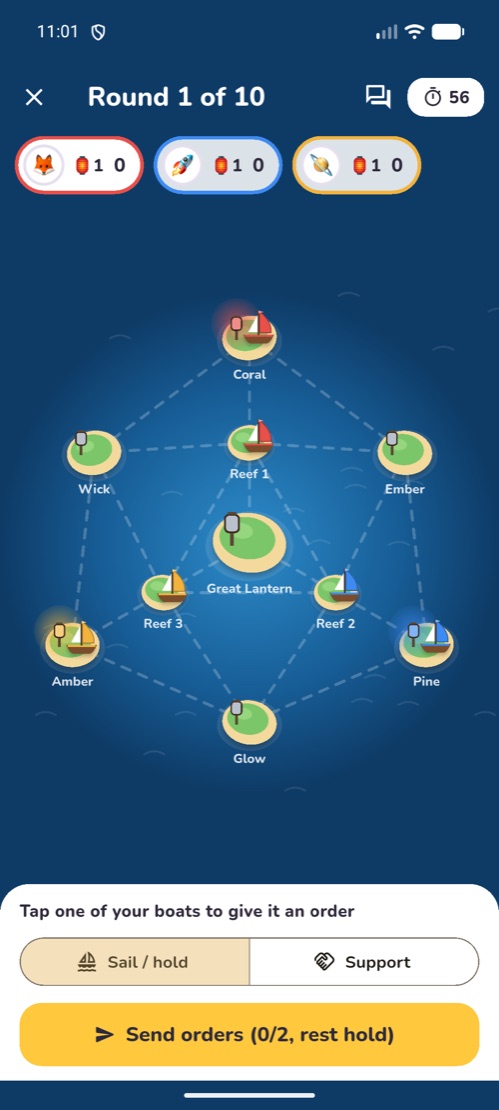 11:01
Round 1 of 10
56
1 0
1 0
1 0
Coral
Wick
Reef 1
Ember
Great Lantern
Reef 3
Reef 2
Amber
Pine
Glow
Tap one of your boats to give it an order
Sail / hold
Support
Send orders (0/2, rest hold)